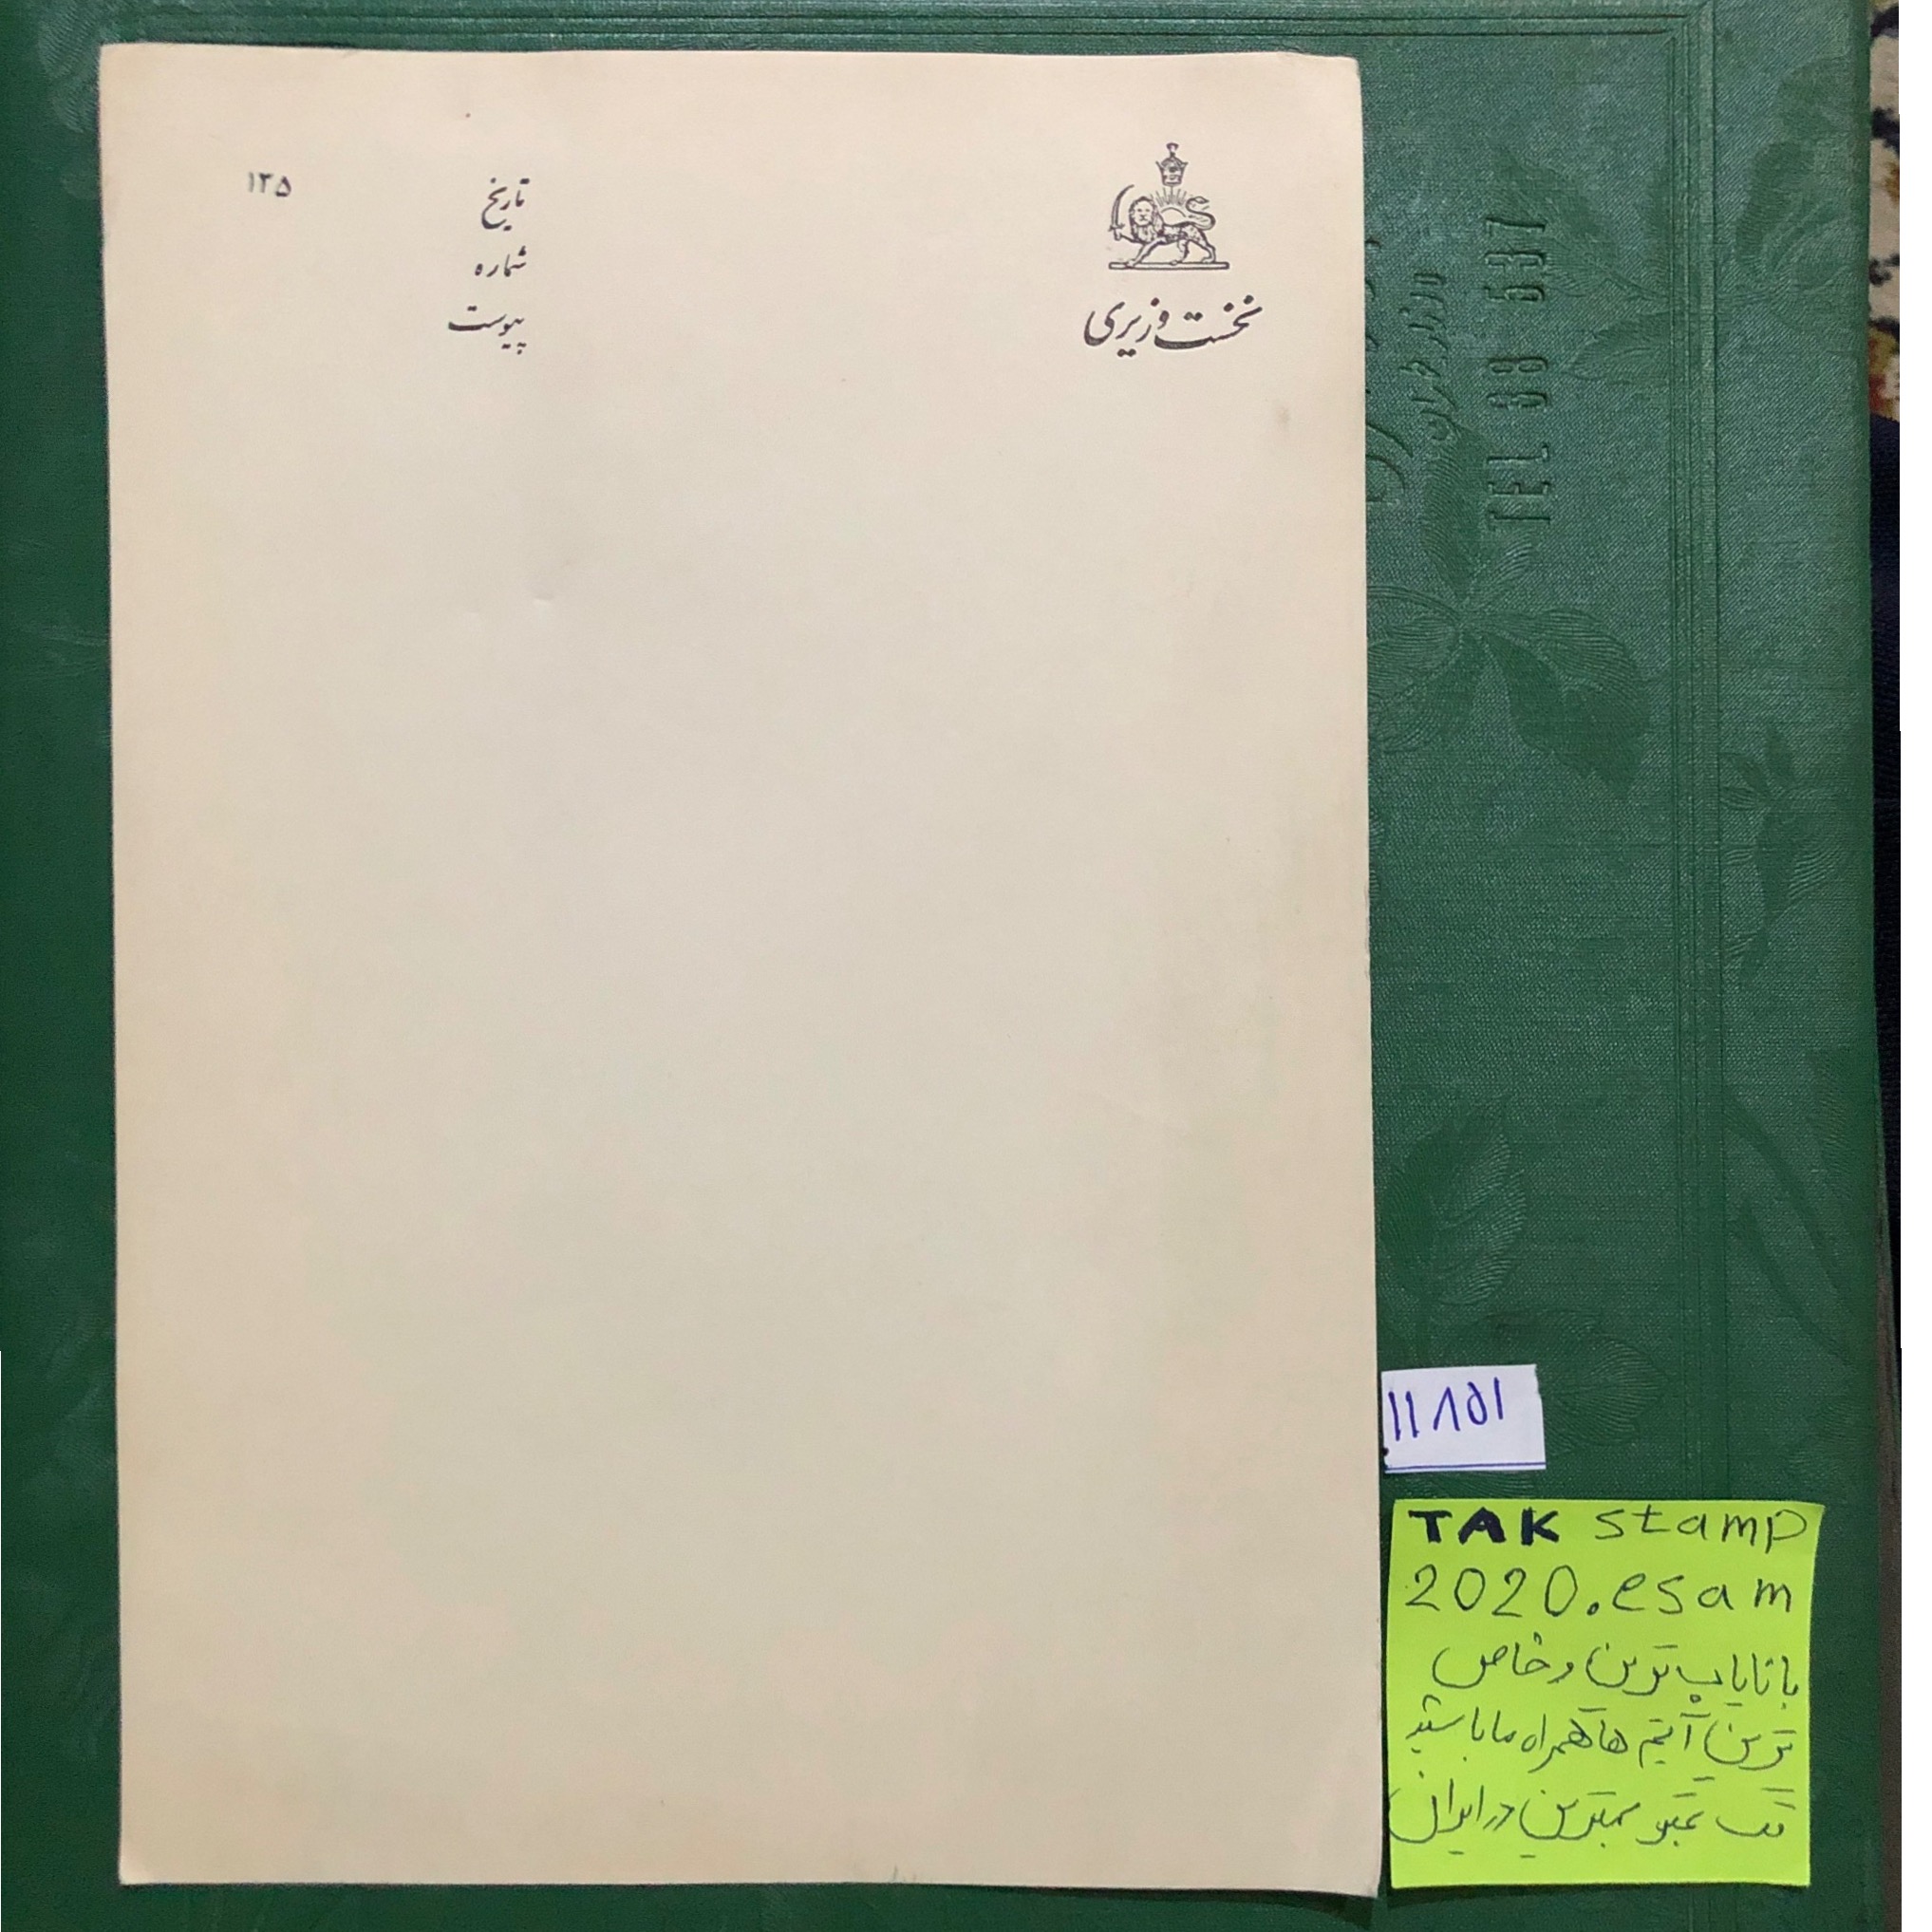 ۱۳۵
تاریخ
شماره
پیوست
نخست وزیری
TEL 38 537
۱۱۸۵۱
TAK stamp
2020.esam
با نایاب ترین و خاص
ترین آیتم ها همراه ما باشید
تک تمبر بهترین در ایران